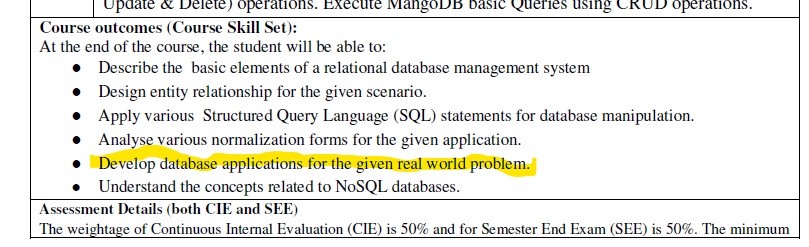 Update & Delete) operations. Execute MangoDB basic Queries using CRUD operations.
Course outcomes (Course Skill Set):
At the end of the course, the student will be able to:
● Describe the basic elements of a relational database management system
● Design entity relationship for the given scenario.
● Apply various Structured Query Language (SQL) statements for database manipulation.
● Analyse various normalization forms for the given application.
● Develop database applications for the given real world problem.
● Understand the concepts related to NoSQL databases.
Assessment Details (both CIE and SEE)
The weightage of Continuous Internal Evaluation (CIE) is 50% and for Semester End Exam (SEE) is 50%. The minimum